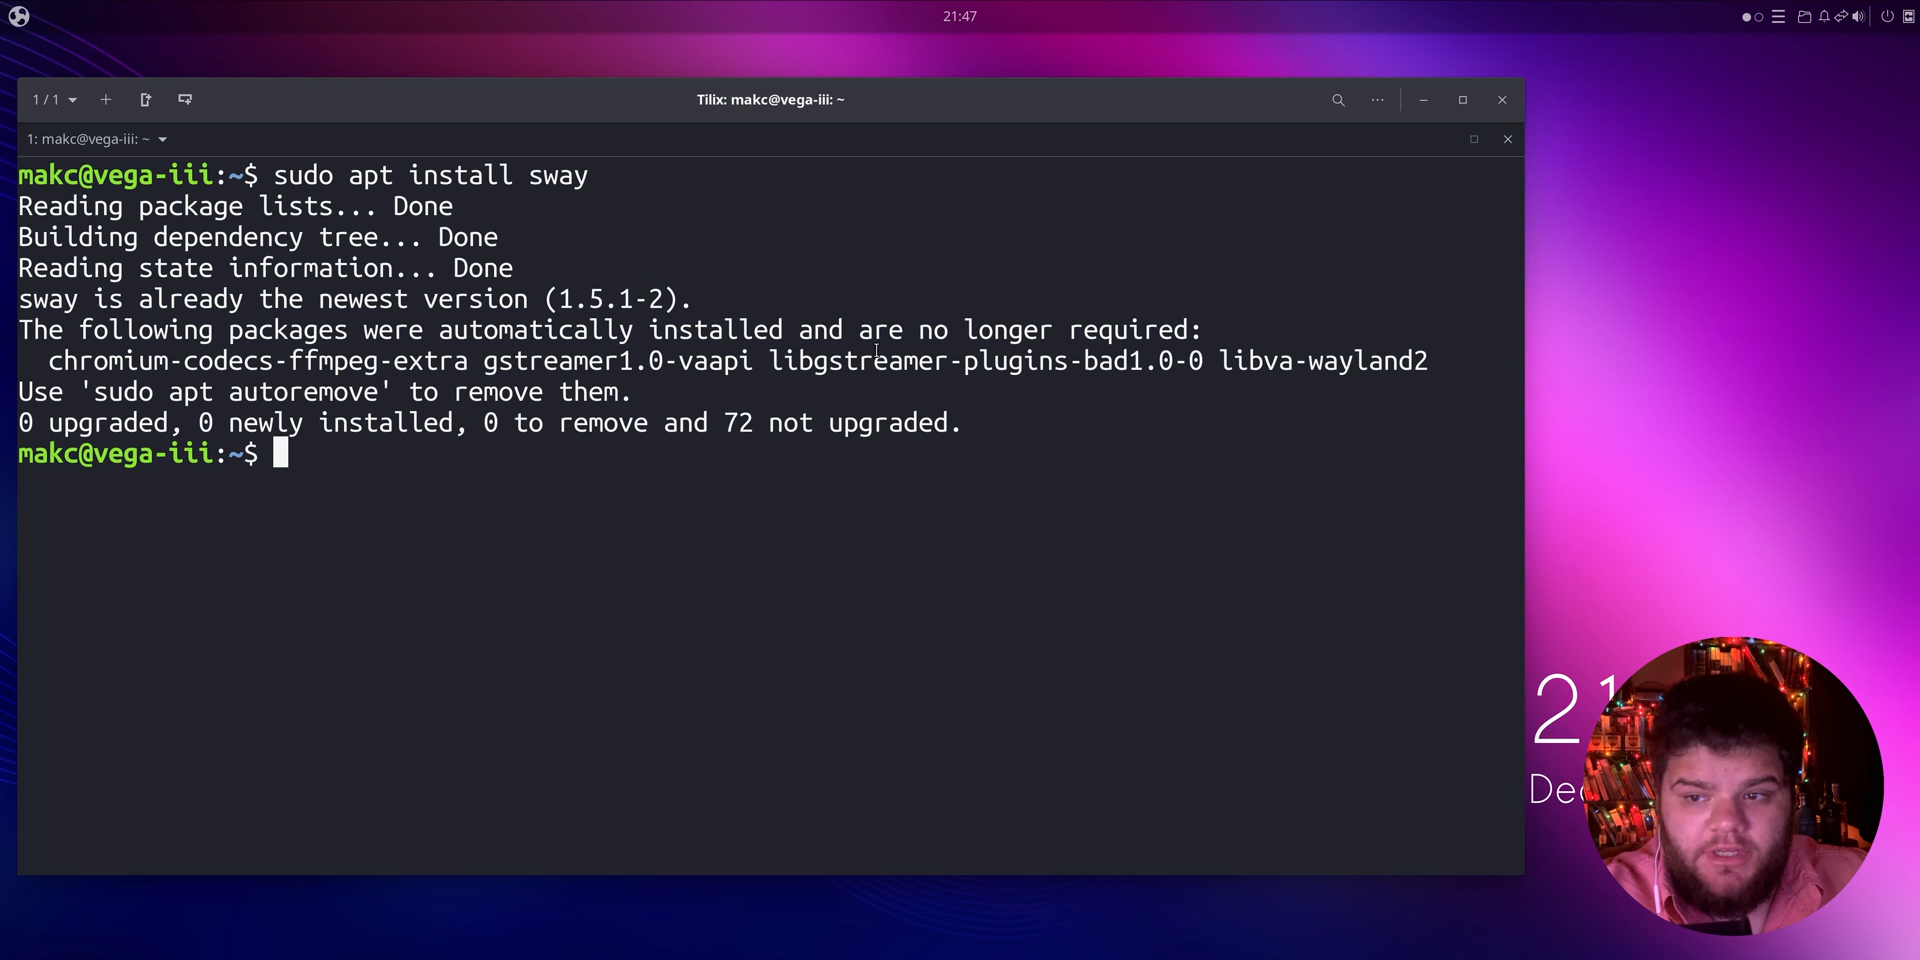 21:47
1 / 1
Tilix: makc@vega-iii: ~
1: makc@vega-iii: ~
makc@vega-iii:~$ sudo apt install sway
Reading package lists... Done
Building dependency tree... Done
Reading state information... Done
sway is already the newest version (1.5.1-2).
The following packages were automatically installed and are no longer required:
chromium-codecs-ffmpeg-extra gstreamer1.0-vaapi libgstreamer-plugins-bad1.0-0 libva-wayland2
Use 'sudo apt autoremove' to remove them.
0 upgraded, 0 newly installed, 0 to remove and 72 not upgraded.
makc@vega-iii:~$
21